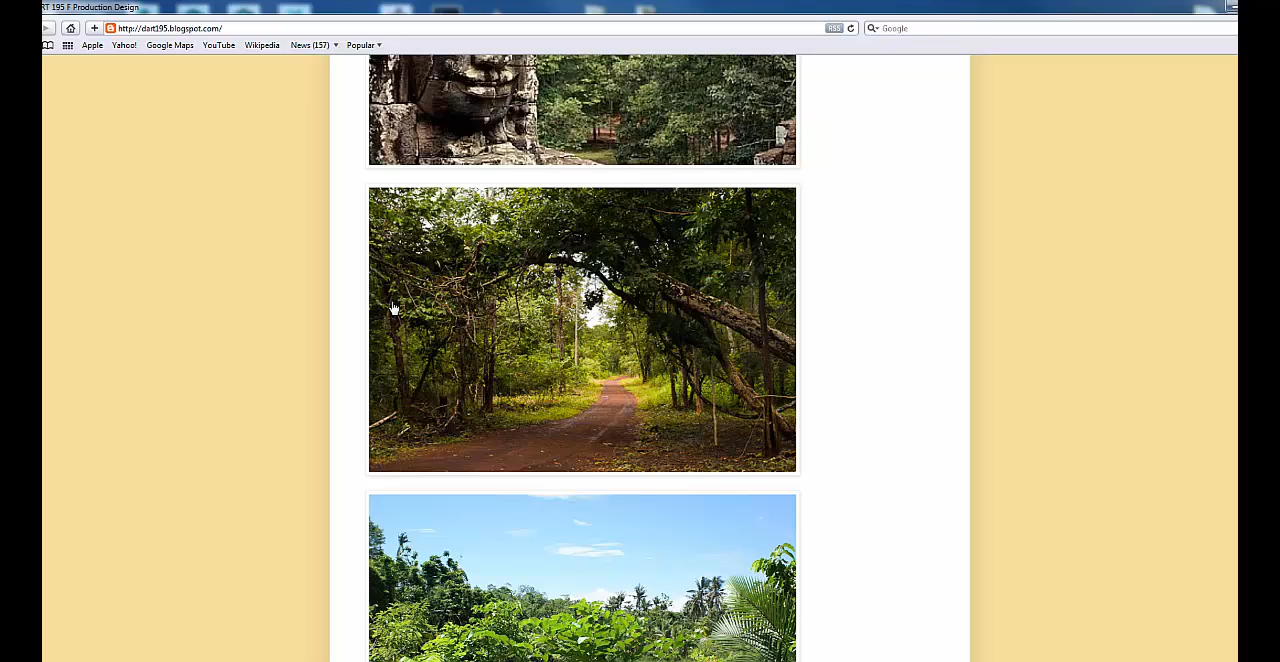 RT 195 F Production Design
http://dart195.blogspot.com/
RSS
Google
Apple Yahoo! Google Maps YouTube Wikipedia News (157) Popular